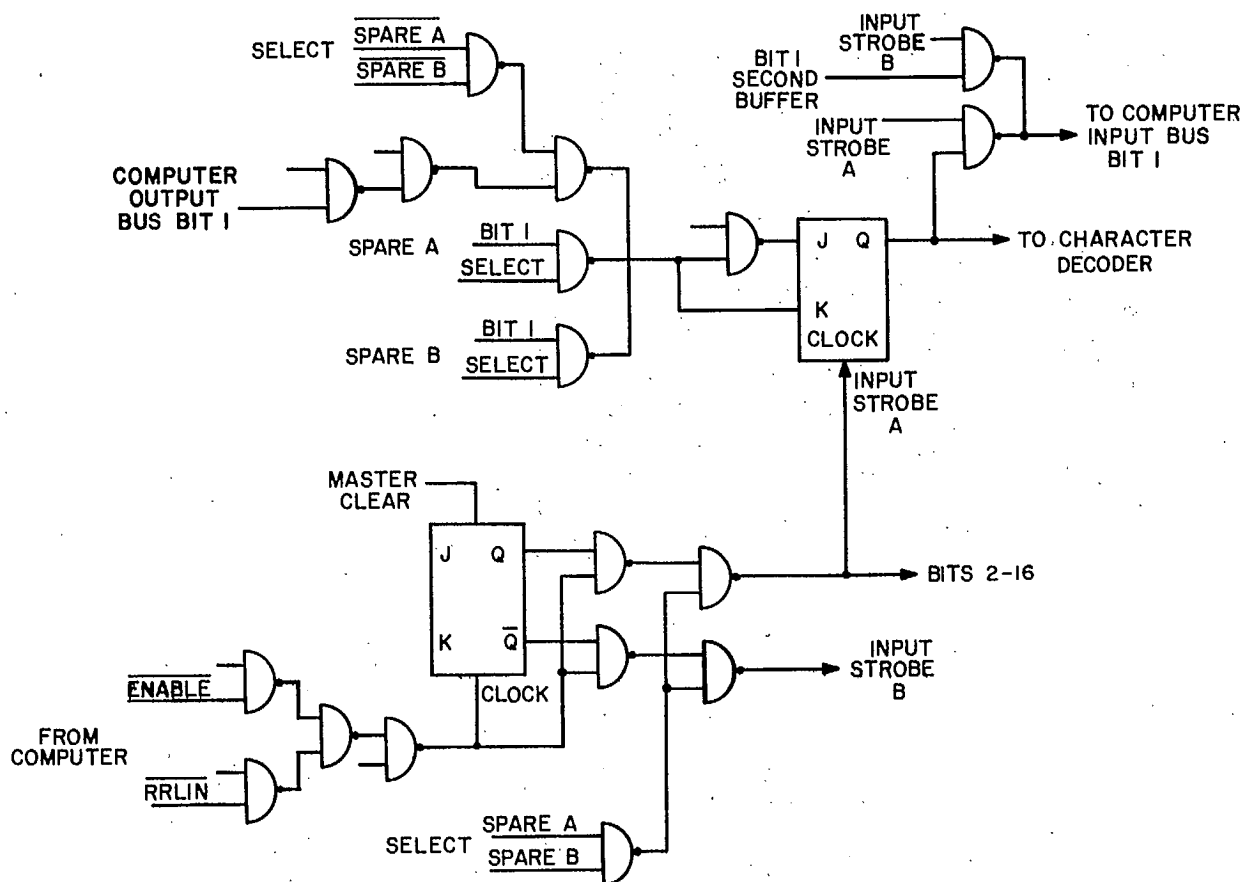 SELECT
SPARE A
SPARE B
INPUT
STROBE
B
BIT 1
SECOND
BUFFER
INPUT
STROBE
A
TO COMPUTER
INPUT BUS
BIT 1
COMPUTER
OUTPUT
BUS BIT 1
SPARE A
BIT 1
SELECT
SPARE B
BIT 1
SELECT
J Q
K
CLOCK
TO CHARACTER
DECODER
INPUT
STROBE
A
MASTER
CLEAR
J Q
K Q
CLOCK
BITS 2-16
INPUT
STROBE
B
ENABLE
FROM
COMPUTER
RRLIN
SELECT
SPARE A
SPARE B